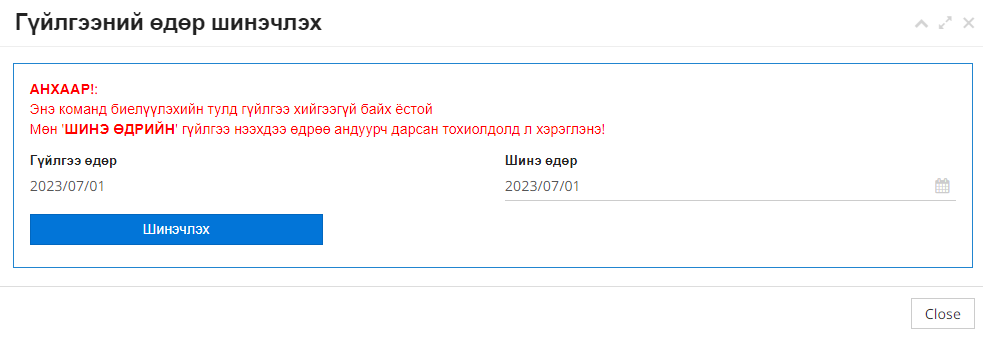 Гүйлгээний өдөр шинэчлэх
АНХААР!:
Энэ команд биелүүлэхийн тулд гүйлгээ хийгээгүй байх ёстой
Мөн 'ШИНЭ ӨДРИЙН' гүйлгээ нээхдээ өдрөө андуурч дарсан тохиолдолд л хэрэглэнэ!
Гүйлгээ өдөр
Шинэ өдөр
2023/07/01
2023/07/01
Шинэчлэх
Close